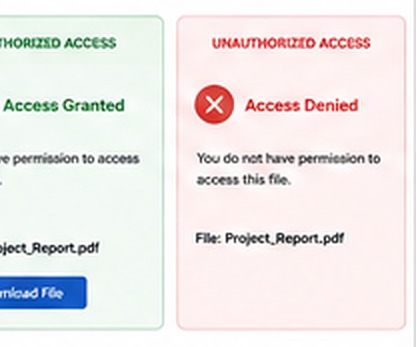 THORIZED ACCESS
Access Granted
ve permission to access
.
oject_Report.pdf
nload File
UNAUTHORIZED ACCESS
Access Denied
You do not have permission to
access this file.
File: Project_Report.pdf